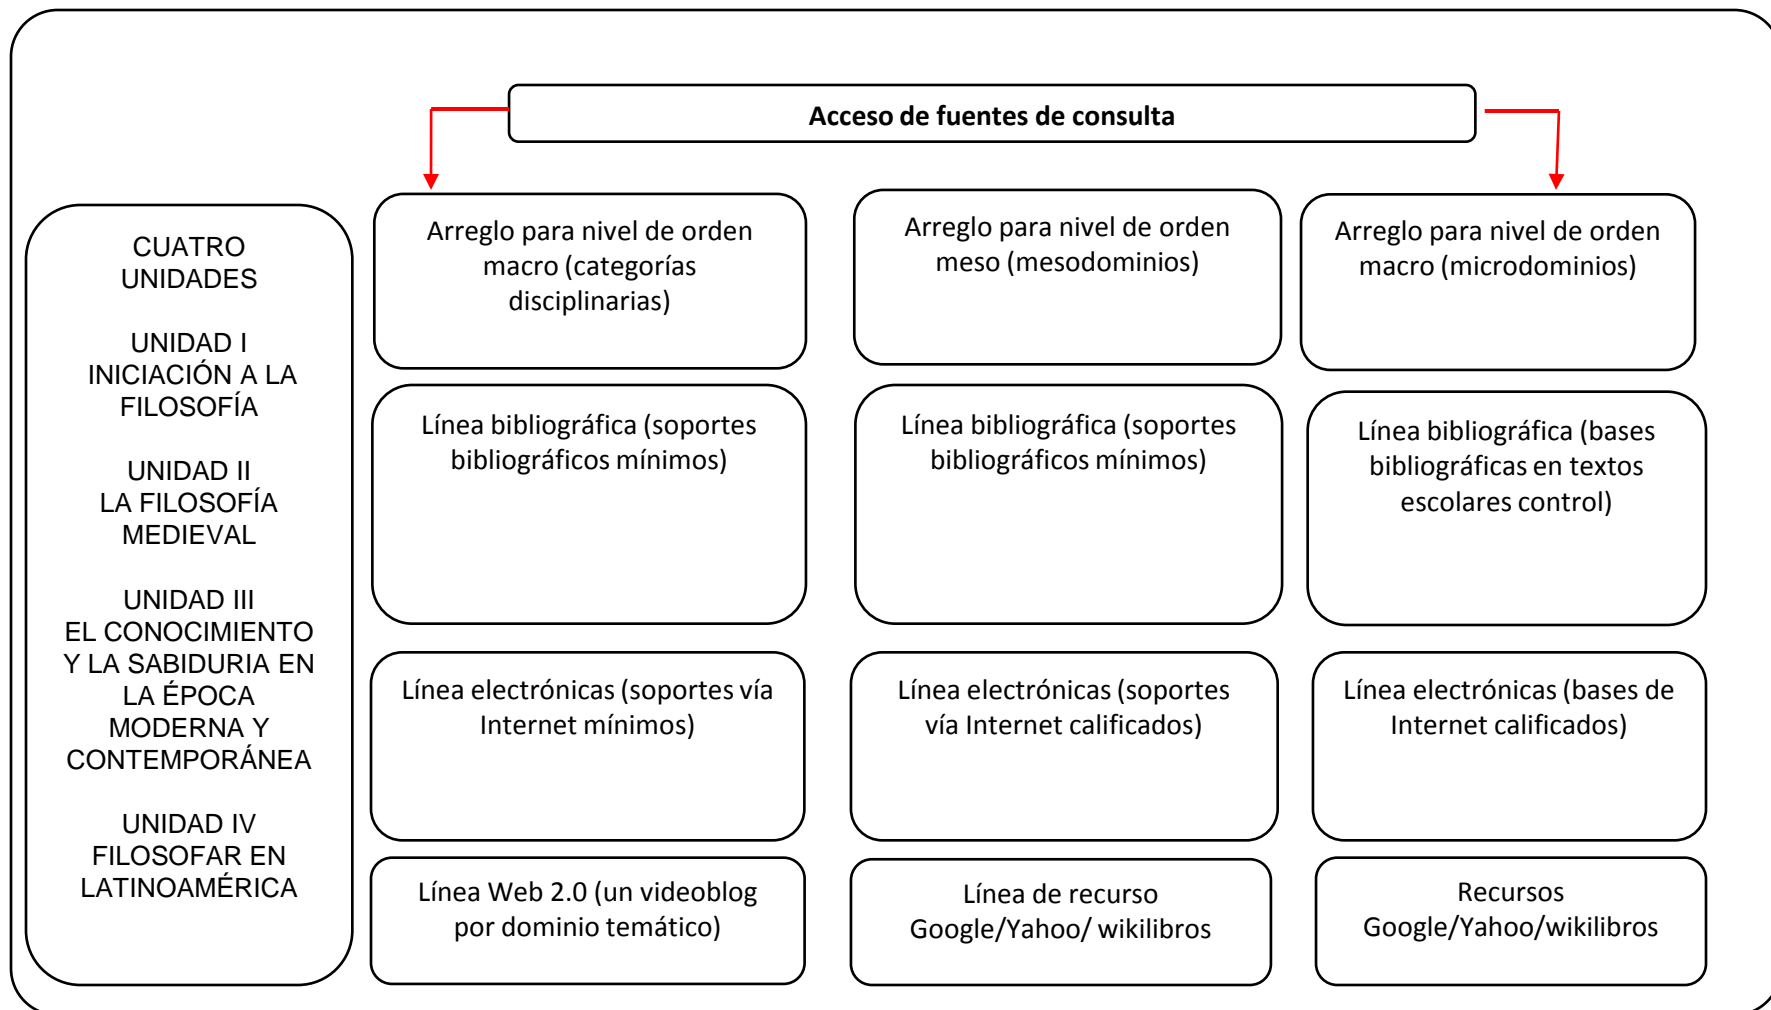 Acceso de fuentes de consulta
CUATRO
UNIDADES
UNIDAD I
INICIACIÓN A LA
FILOSOFÍA
UNIDAD II
LA FILOSOFÍA
MEDIEVAL
UNIDAD III
EL CONOCIMIENTO
Y LA SABIDURIA EN
LA ÉPOCA
MODERNA Y
CONTEMPORÁNEA
UNIDAD IV
FILOSOFAR EN
LATINOAMÉRICA
Arreglo para nivel de orden
macro (categorías
disciplinarias)
Arreglo para nivel de orden
meso (mesodominios)
Arreglo para nivel de orden
macro (microdominios)
Línea bibliográfica (soportes
bibliográficos mínimos)
Línea bibliográfica (soportes
bibliográficos mínimos)
Línea bibliográfica (bases
bibliográficas en textos
escolares control)
Línea electrónicas (soportes vía
Internet mínimos)
Línea electrónicas (soportes
vía Internet calificados)
Línea electrónicas (bases de
Internet calificados)
Línea Web 2.0 (un videoblog
por dominio temático)
Línea de recurso
Google/Yahoo/ wikilibros
Recursos
Google/Yahoo/wikilibros